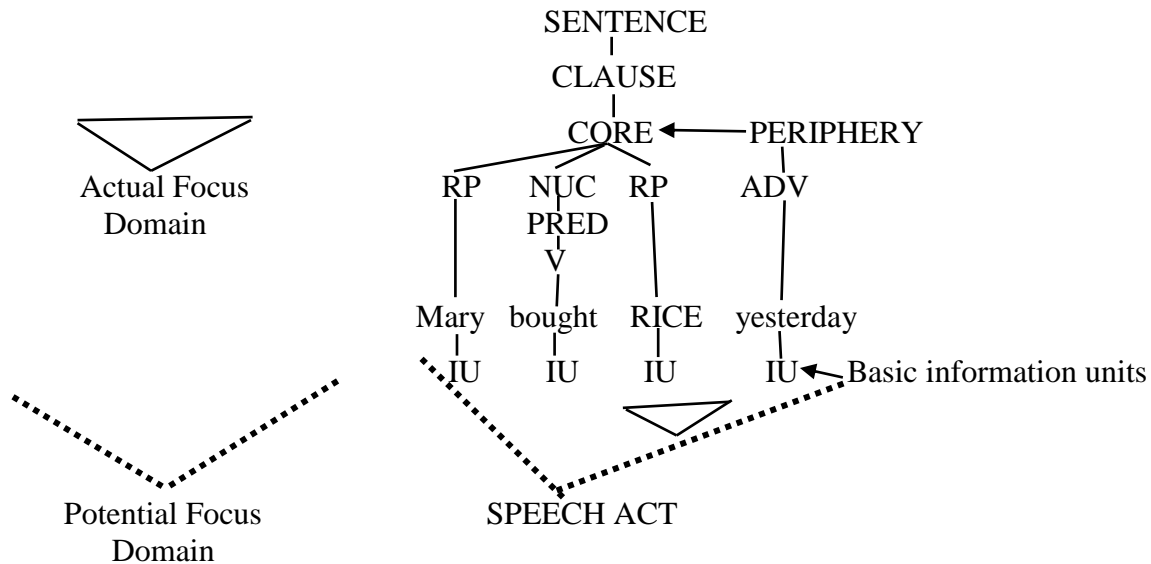 SENTENCE
CLAUSE
CORE PERIPHERY
Actual Focus
Domain
RP NUC RP ADV
PRED
V
Mary bought RICE yesterday
IU IU IU IU Basic information units
Potential Focus
Domain
SPEECH ACT